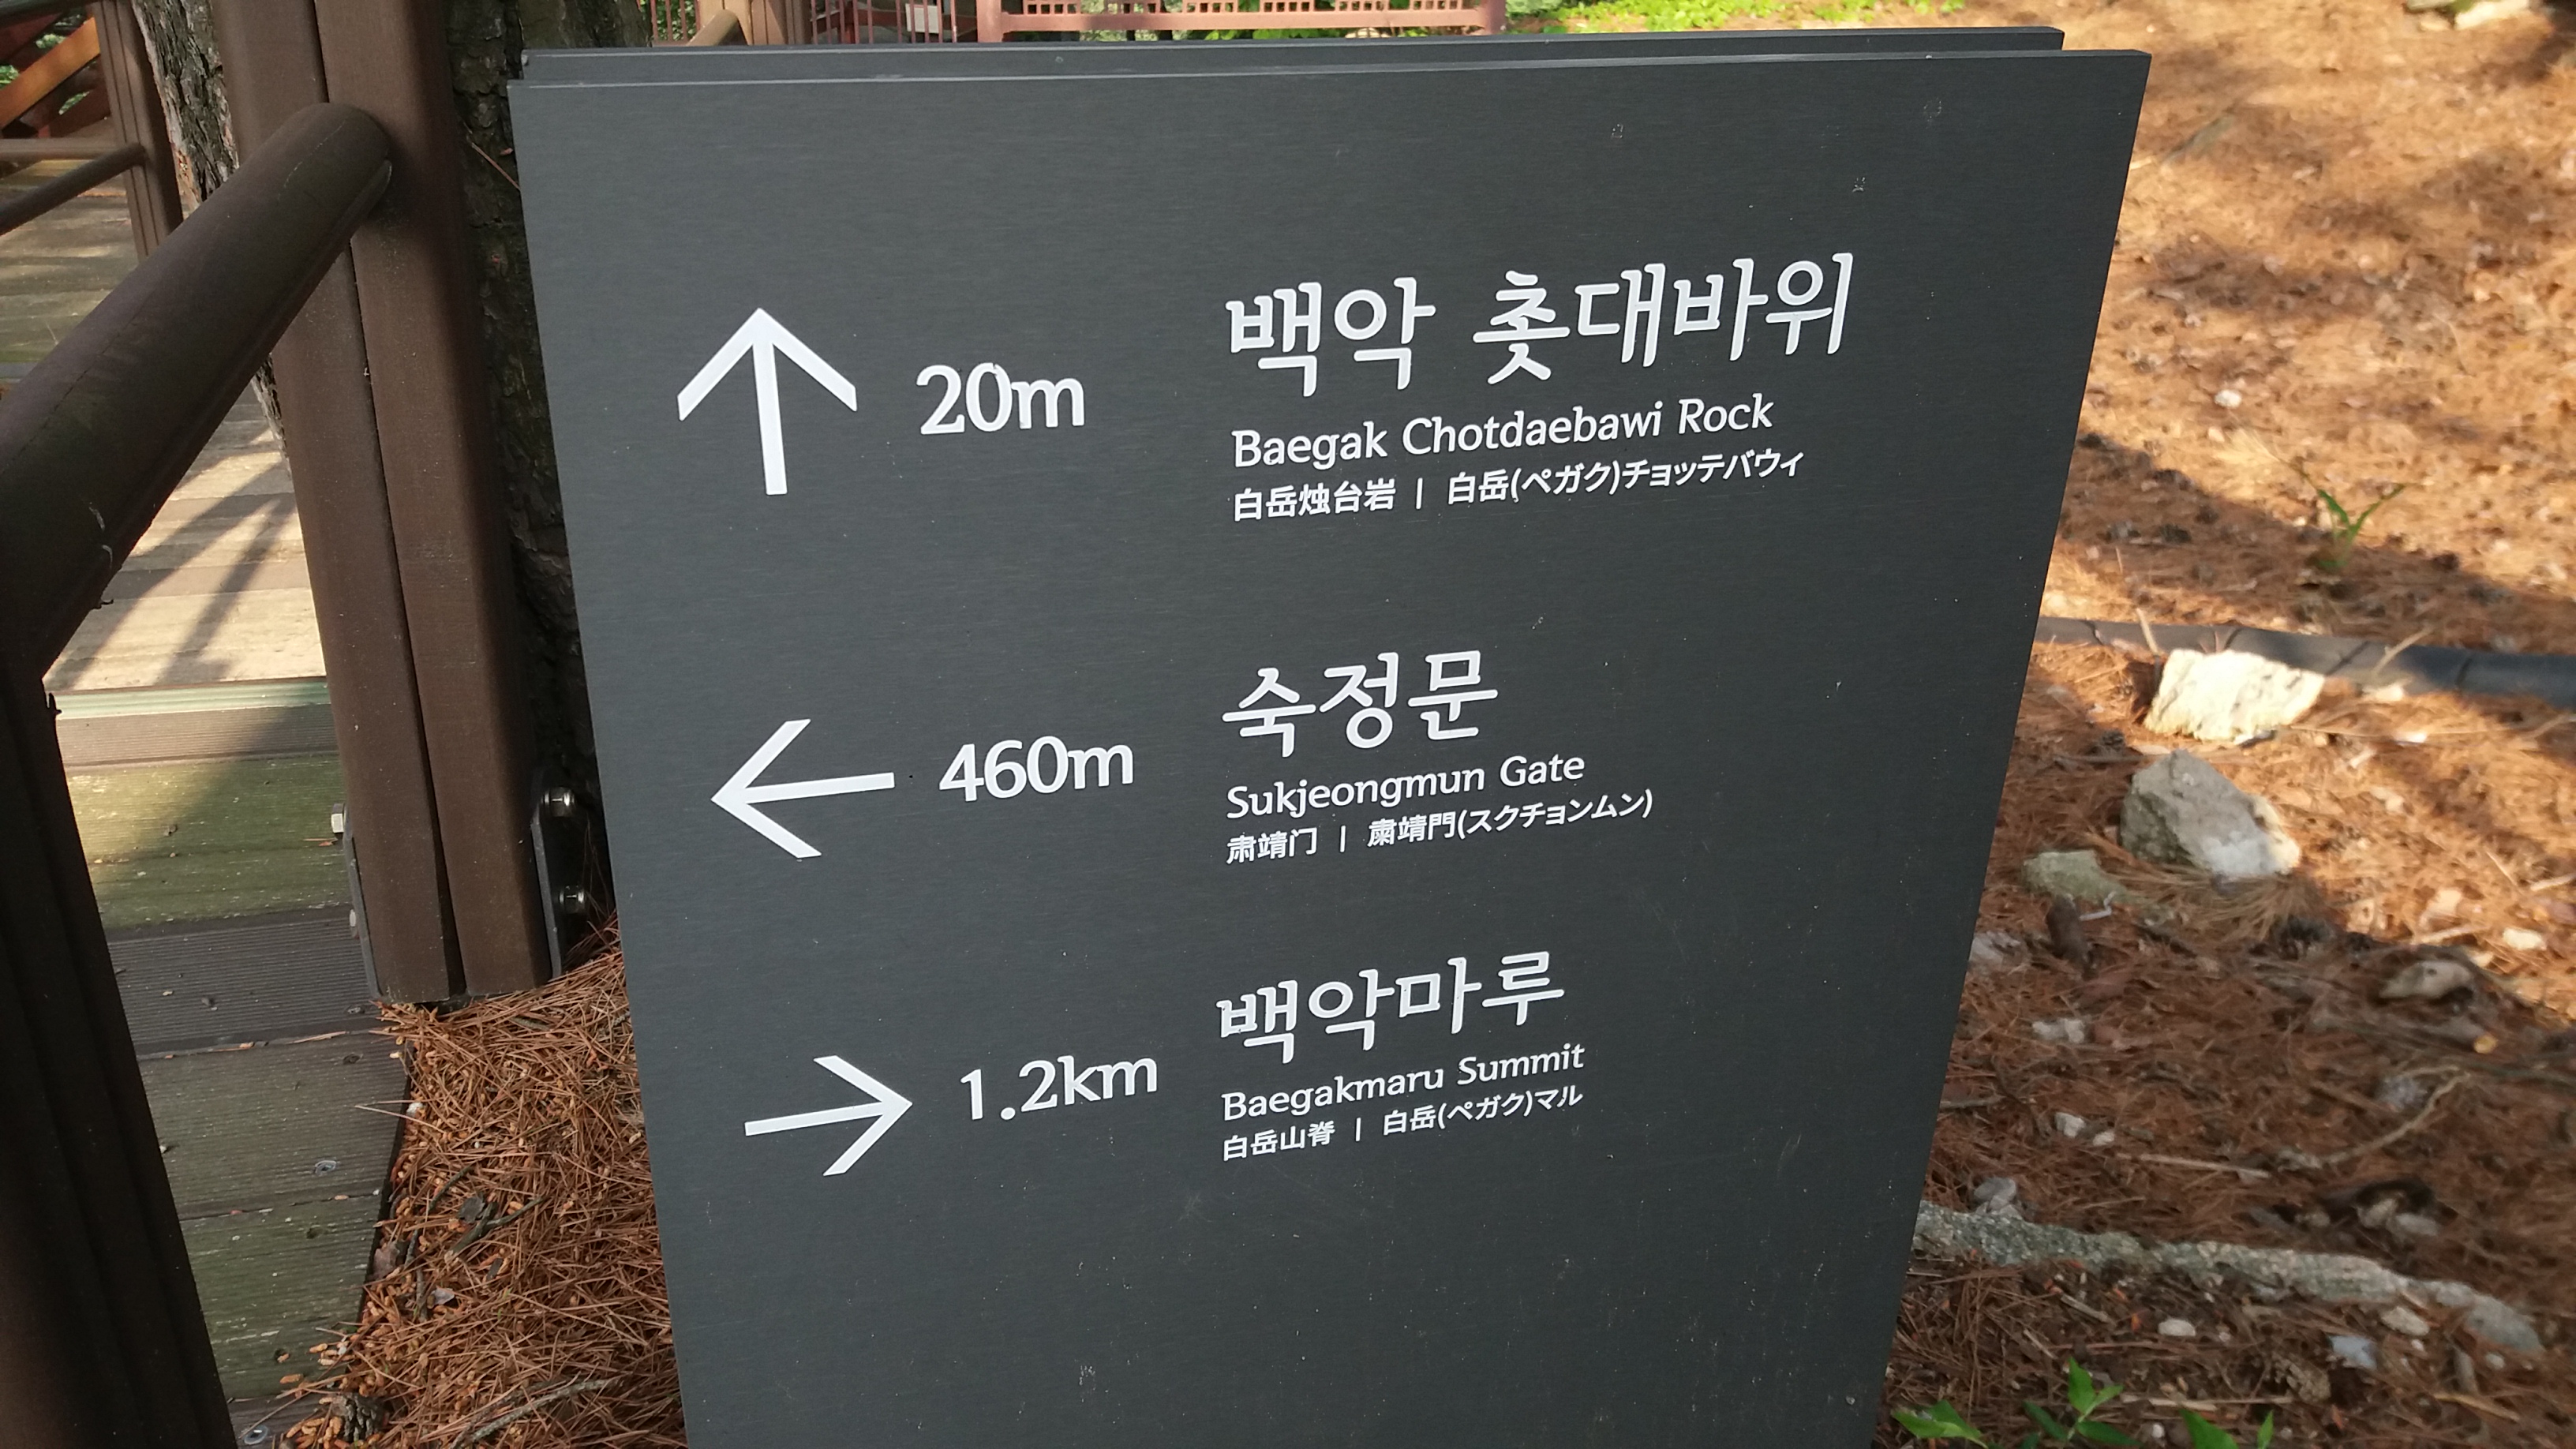 20m 백악 촛대바위
Baegak Chotdaebawi Rock
白岳烛台岩 | 白岳(ペガク)チョッテバウィ
460m 숙정문
Sukjeongmun Gate
肃靖门 | 粛靖門(スクチョンムン)
1.2km 백악마루
Baegakmaru Summit
白岳山脊 | 白岳(ペガク)マル